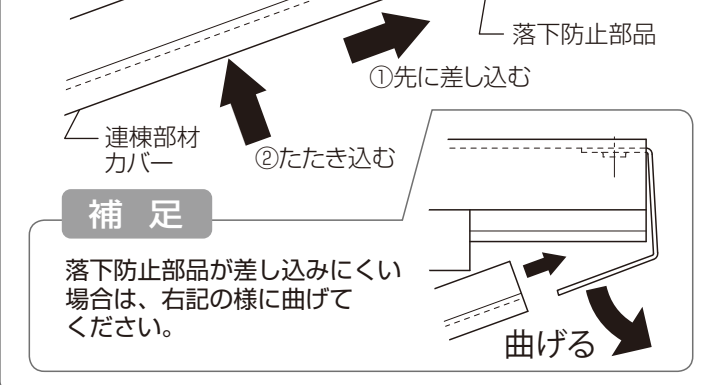 落下防止部品
①先に差し込む
連棟部材
カバー
②たたき込む
補足
落下防止部品が差し込みにくい
場合は、右記の様に曲げて
ください。
曲げる